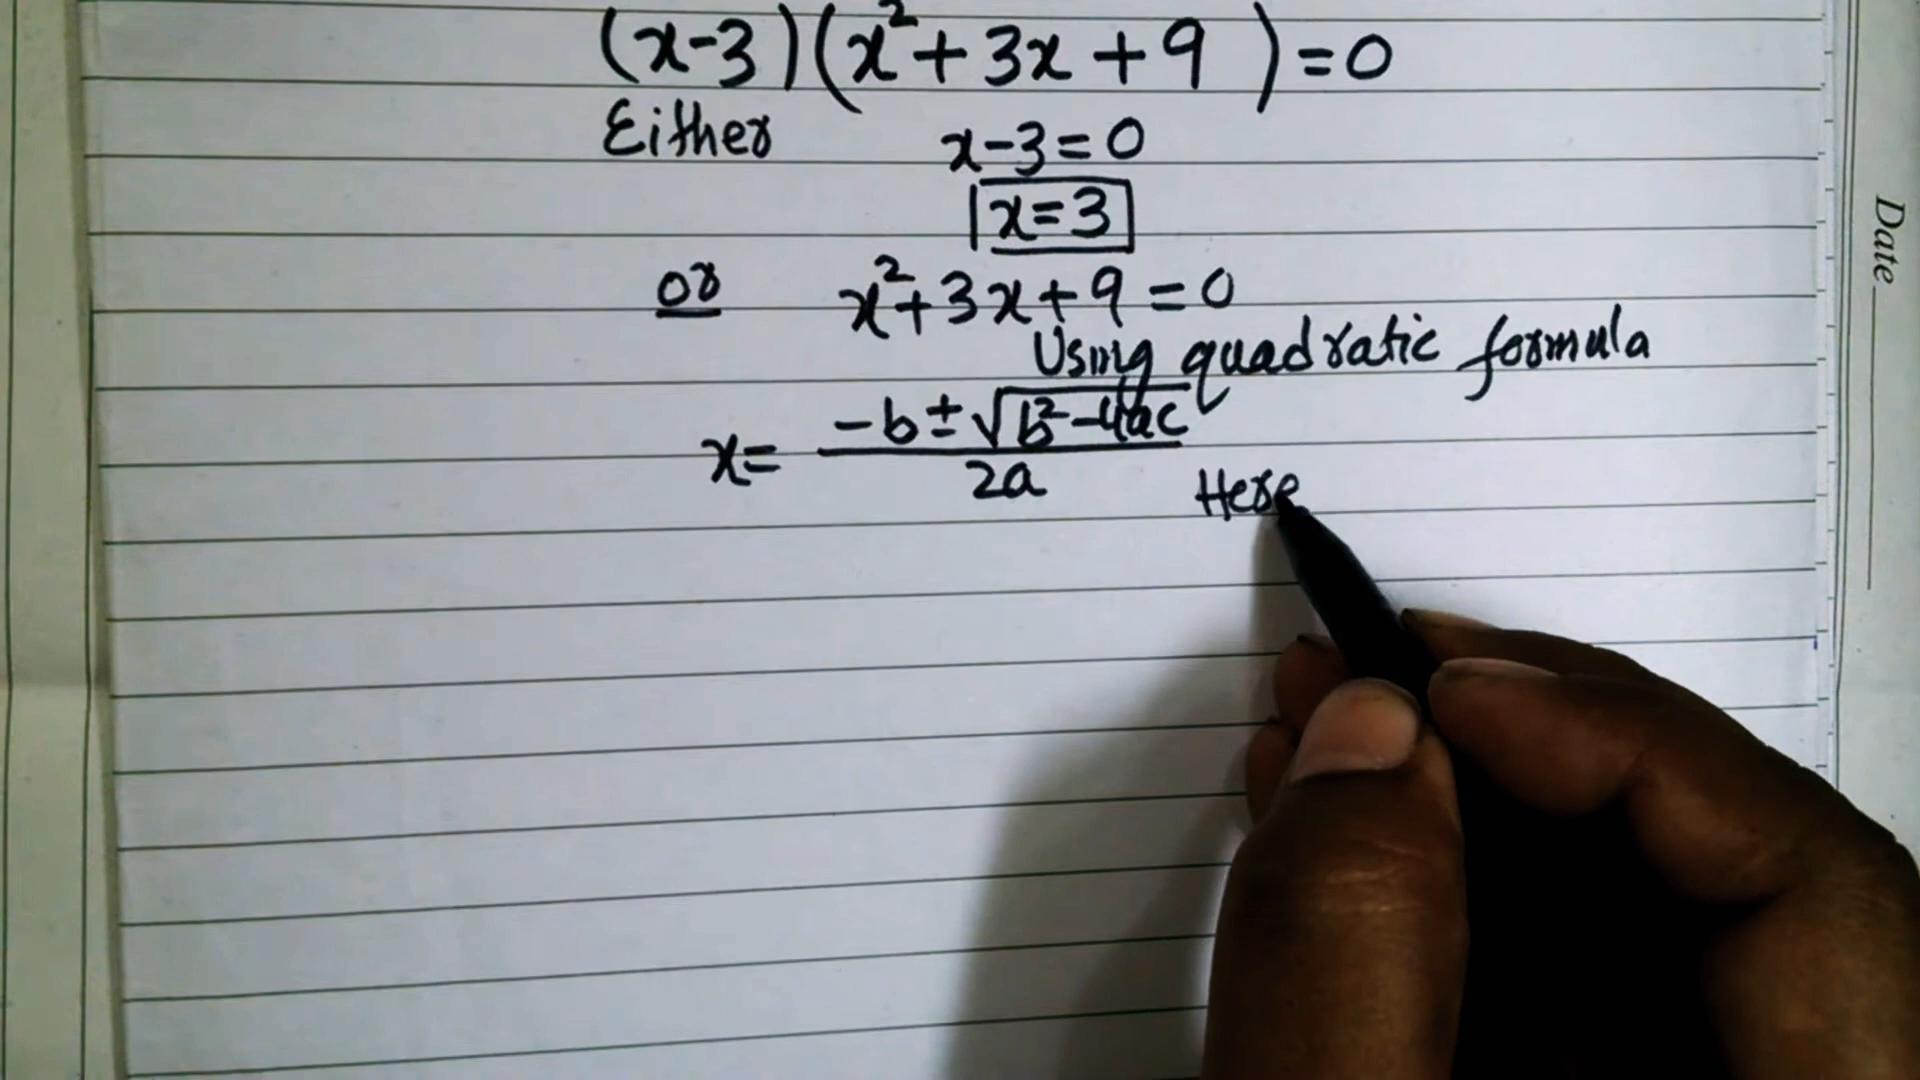 (x-3)(x²+3x+9)=0
Either x-3=0
x=3
or x²+3x+9=0
Using quadratic formula
x= -b±√b²-4ac / 2a
Here
Date